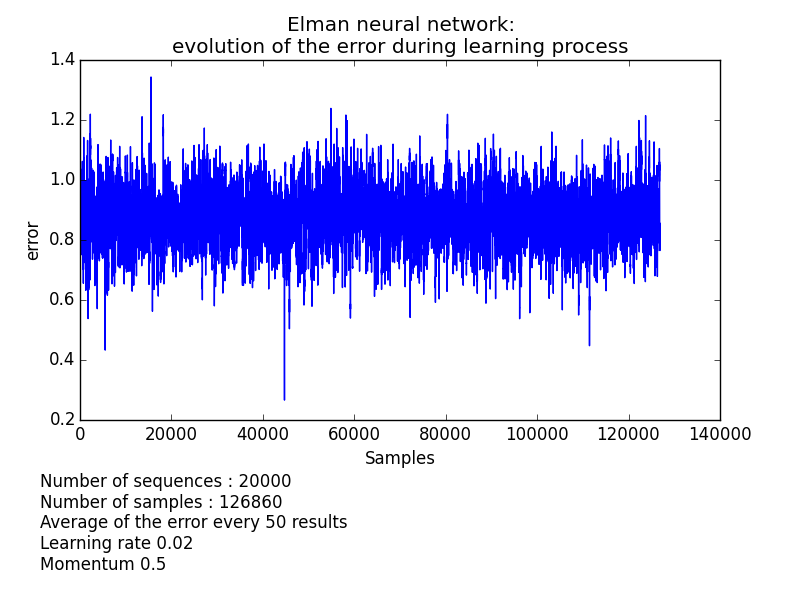 Elman neural network:
evolution of the error during learning process
1.4
1.2
1.0
0.8
0.6
0.4
0.2
error
0 20000 40000 60000 80000 100000 120000 140000
Samples
Number of sequences : 20000
Number of samples : 126860
Average of the error every 50 results
Learning rate 0.02
Momentum 0.5